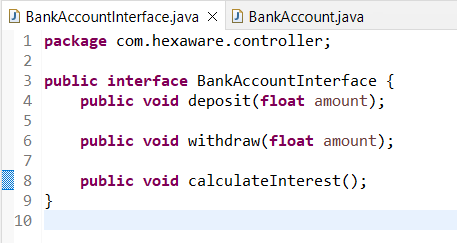 BankAccountInterface.java BankAccount.java
1 package com.hexaware.controller;
2
3 public interface BankAccountInterface {
4     public void deposit(float amount);
5
6     public void withdraw(float amount);
7
8     public void calculateInterest();
9 }
10